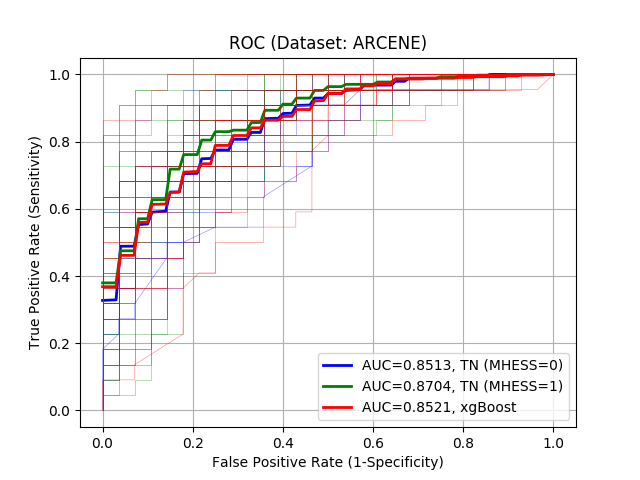 ROC (Dataset: ARCENE)
True Positive Rate (Sensitivity)
1.0
0.8
0.6
0.4
0.2
0.0
AUC=0.8513, TN (MHESS=0)
AUC=0.8704, TN (MHESS=1)
AUC=0.8521, xgBoost
0.0 0.2 0.4 0.6 0.8 1.0
False Positive Rate (1-Specificity)